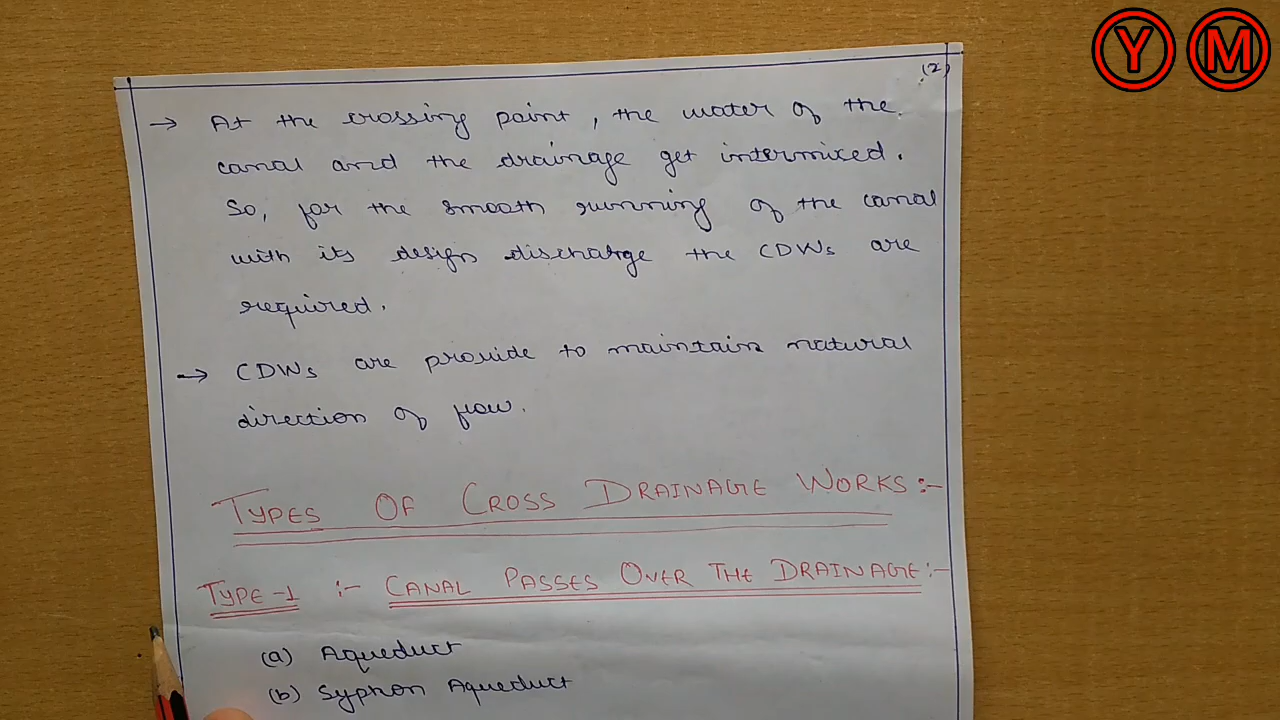 Y M
(2)
→ At the crossing point, the water of the
canal and the drainage get intermixed.
So, for the smooth running of the canal
with its design discharge the CDWs are
required.
→ CDWs are provide to maintain natural
direction of flow.
TYPES OF CROSS DRAINAGE WORKS:-
TYPE-1 :- CANAL PASSES OVER THE DRAINAGE:-
(a) Aqueduct
(b) Syphon Aqueduct